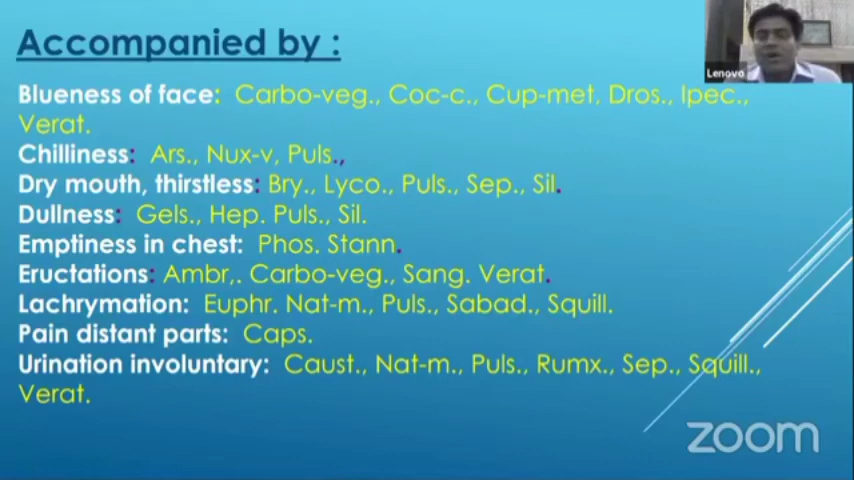 Accompanied by :
Lenovo
Blueness of face: Carbo-veg., Coc-c., Cup-met, Dros., Ipec.,
Verat.
Chilliness: Ars., Nux-v, Puls.,
Dry mouth, thirstless: Bry., Lyco., Puls., Sep., Sil.
Dullness: Gels., Hep. Puls., Sil.
Emptiness in chest: Phos. Stann.
Eructations: Ambr,. Carbo-veg., Sang. Verat.
Lachrymation: Euphr. Nat-m., Puls., Sabad., Squill.
Pain distant parts: Caps.
Urination involuntary: Caust., Nat-m., Puls., Rumx., Sep., Squill.,
Verat.
zoom